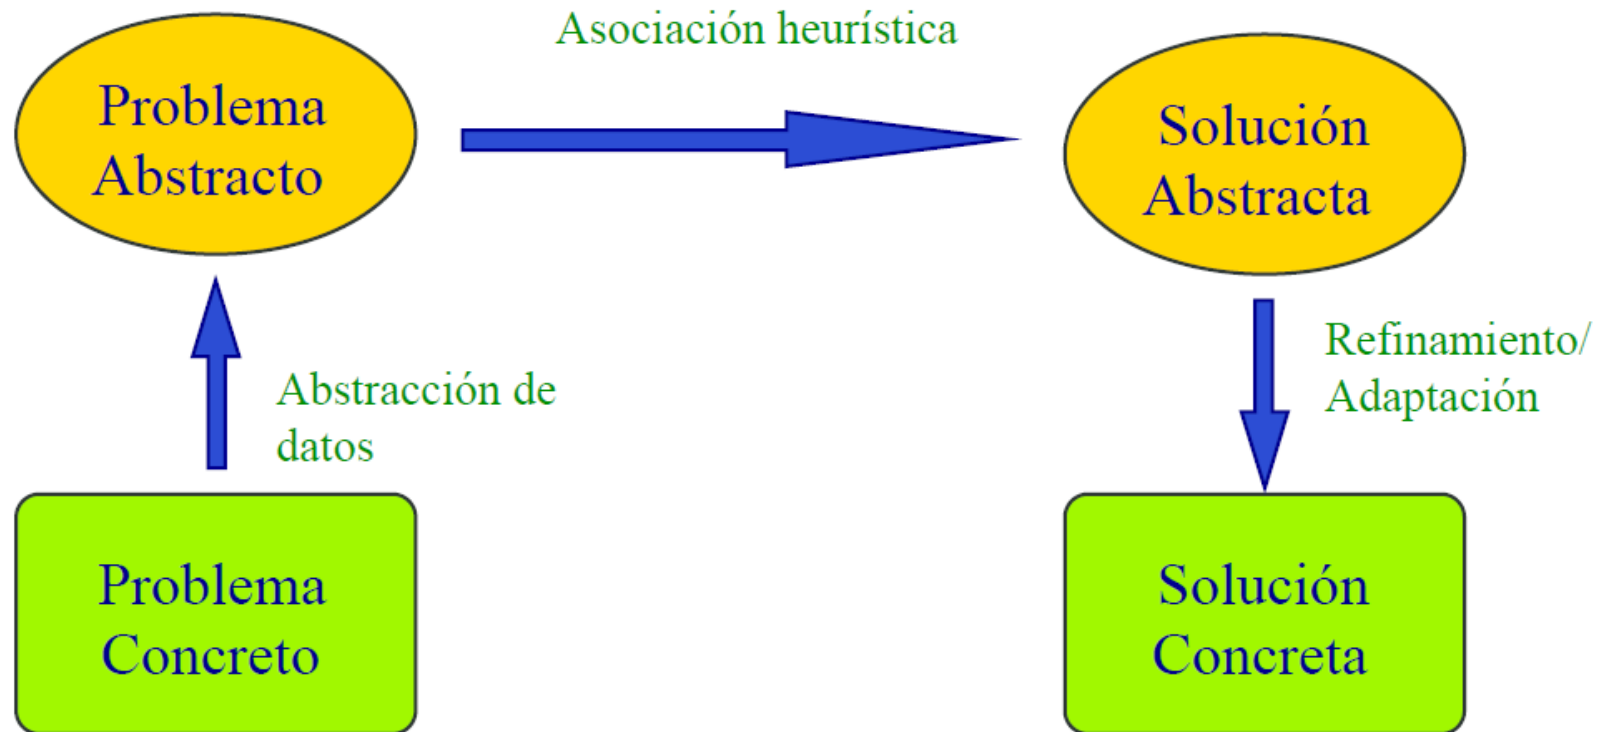 Asociación heurística
Problema
Abstracto
Solución
Abstracta
Abstracción de
datos
Refinamiento/
Adaptación
Problema
Concreto
Solución
Concreta